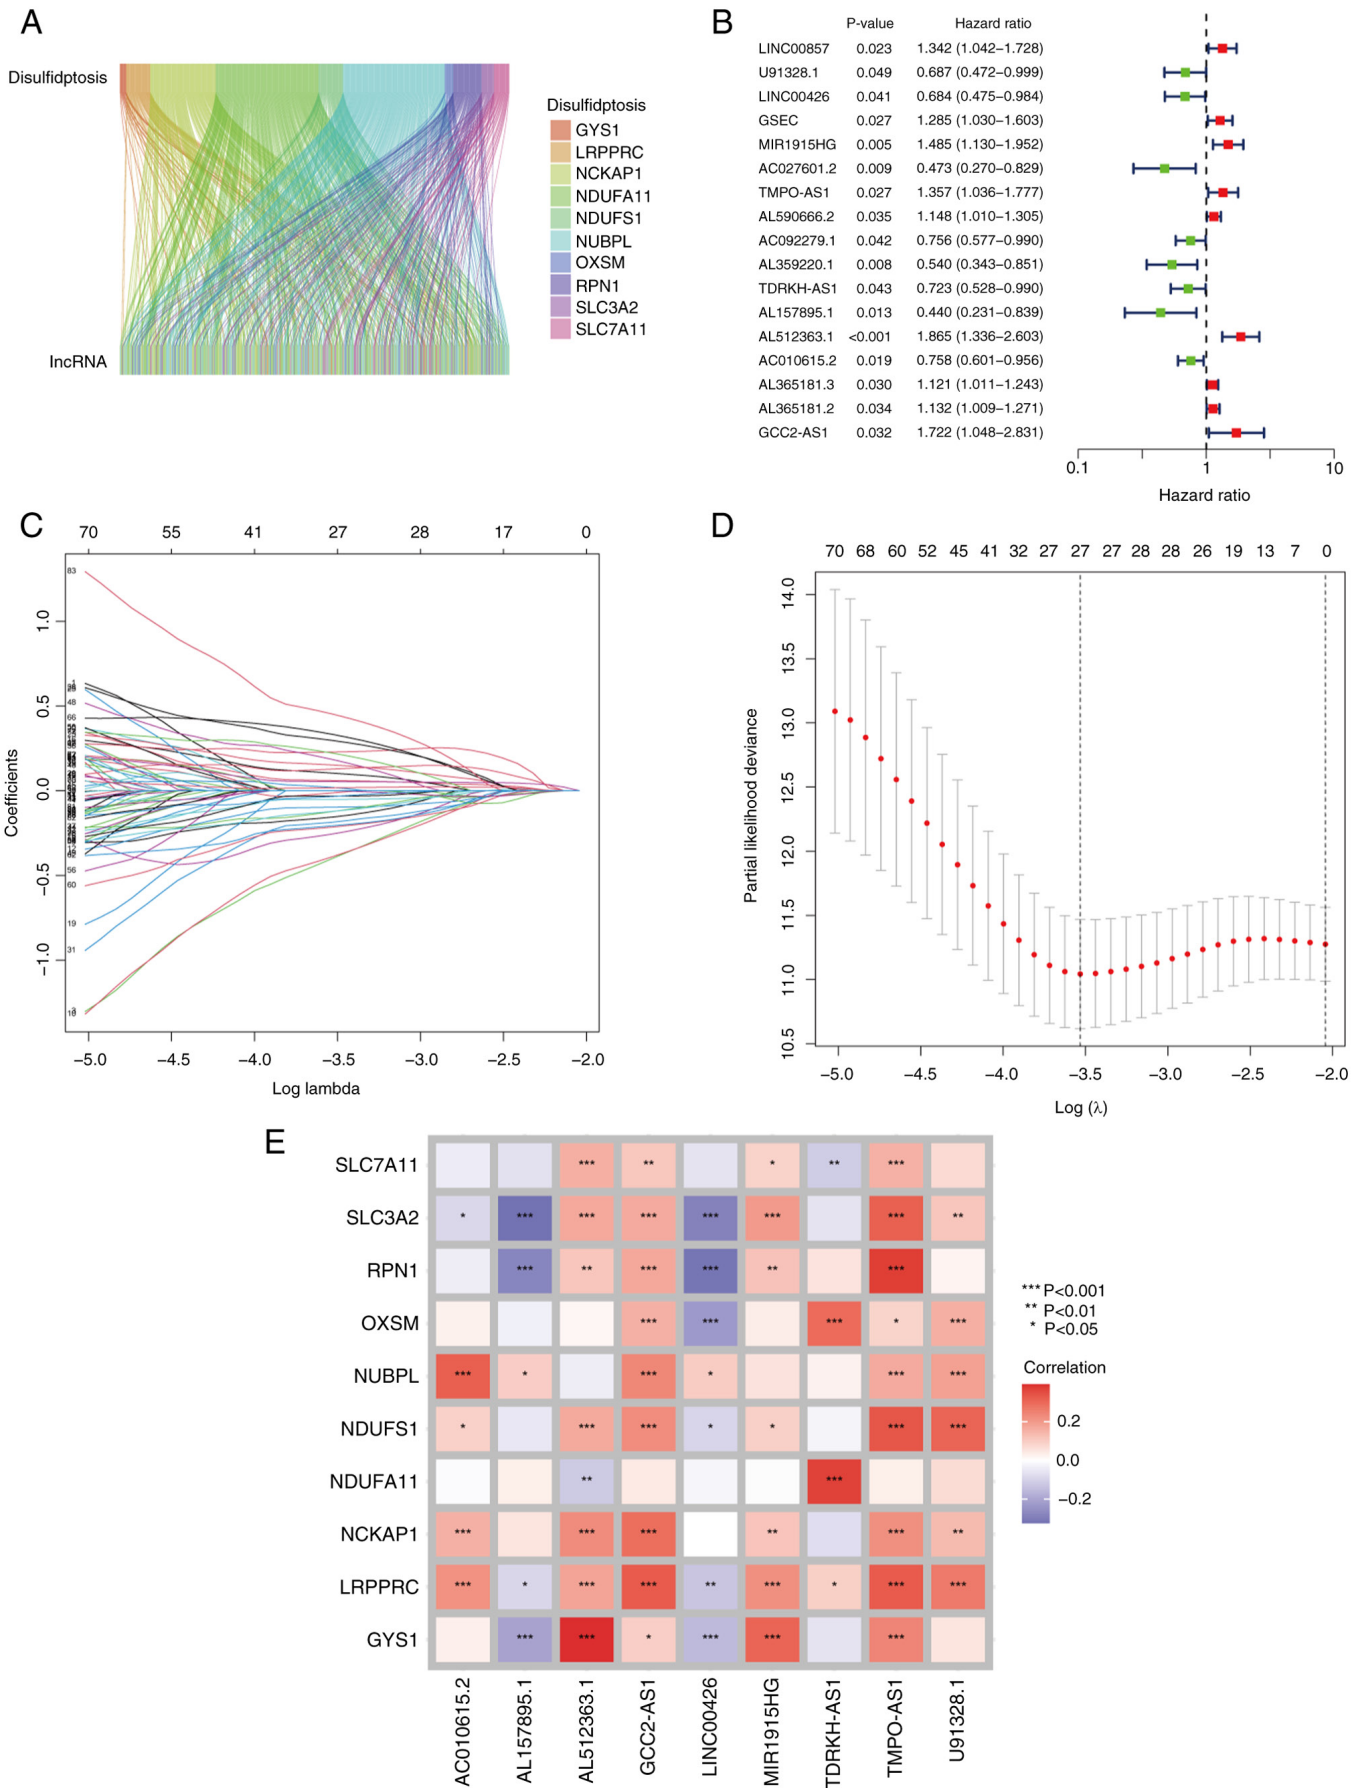 A
Disulfidptosis
lncRNA
Disulfidptosis
GYS1
LRPPRC
NCKAP1
NDUFA11
NDUFS1
NUBPL
OXSM
RPN1
SLC3A2
SLC7A11
B
P-value Hazard ratio
LINC00857 0.023 1.342 (1.042–1.728)
U91328.1 0.049 0.687 (0.472–0.999)
LINC00426 0.041 0.684 (0.475–0.984)
GSEC 0.027 1.285 (1.030–1.603)
MIR1915HG 0.005 1.485 (1.130–1.952)
AC027601.2 0.009 0.473 (0.270–0.829)
TMPO-AS1 0.027 1.357 (1.036–1.777)
AL590666.2 0.035 1.148 (1.010–1.305)
AC092279.1 0.042 0.756 (0.577–0.990)
AL359220.1 0.008 0.540 (0.343–0.851)
TDRKH-AS1 0.043 0.723 (0.528–0.990)
AL157895.1 0.013 0.440 (0.231–0.839)
AL512363.1 <0.001 1.865 (1.336–2.603)
AC010615.2 0.019 0.758 (0.601–0.956)
AL365181.3 0.030 1.121 (1.011–1.243)
AL365181.2 0.034 1.132 (1.009–1.271)
GCC2-AS1 0.032 1.722 (1.048–2.831)
0.1 1 10
Hazard ratio
C
70 55 41 27 28 17 0
Coefficients
1.0
0.5
0.0
−0.5
−1.0
83
1
48
66
56
60
19
31
−5.0 −4.5 −4.0 −3.5 −3.0 −2.5 −2.0
Log lambda
D
70 68 60 52 45 41 32 27 27 27 28 28 26 19 13 7 0
Partial likelihood deviance
14.0
13.5
13.0
12.5
12.0
11.5
11.0
10.5
−5.0 −4.5 −4.0 −3.5 −3.0 −2.5 −2.0
Log (λ)
E
SLC7A11 *** ** * ** ***
SLC3A2 * *** *** *** *** *** *** **
RPN1 *** ** *** *** ** ***
OXSM *** *** *** * ***
NUBPL *** * *** * *** ***
NDUFS1 * *** *** * * *** ***
NDUFA11 ** ***
NCKAP1 *** *** *** ** *** **
LRPPRC *** * *** *** ** *** * *** ***
GYS1 *** *** * *** *** ***
AC010615.2
AL157895.1
AL512363.1
GCC2-AS1
LINC00426
MIR1915HG
TDRKH-AS1
TMPO-AS1
U91328.1
*** P<0.001
** P<0.01
* P<0.05
Correlation
0.2
0.0
−0.2